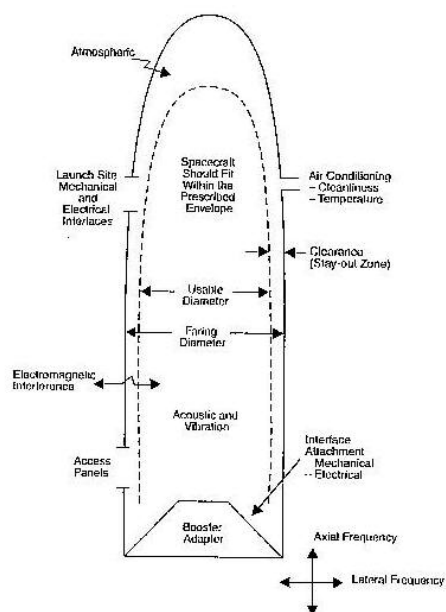 Atmospheric
Launch Site
Mechanical
and
Electrical
Interfaces
Spacecraft
Should Fit
Within the
Prescribed
Envelope
Air Conditioning
– Cleanliness
– Temperature
Clearance
(Stay-out Zone)
Usable
Diameter
Fairing
Diameter
Electromagnetic
Interference
Acoustic and
Vibration
Access
Panels
Interface
Attachment
Mechanical
-- Electrical
Booster
Adapter
Axial Frequency
Lateral Frequency